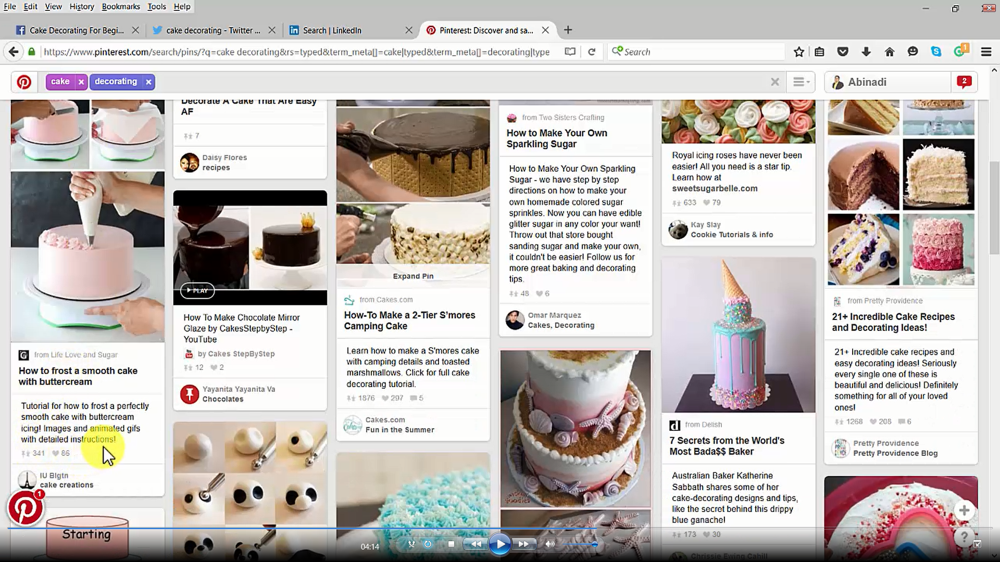 File Edit View History Bookmarks Tools Help
Cake Decorating For Begi...
cake decorating - Twitter ...
Search | LinkedIn
Pinterest: Discover and sa...
https://www.pinterest.com/search/pins/?q=cake decorating&rs=typed&term_meta[]=cake|typed&term_meta[]=decorating|type
Search
1
cake
decorating
Abinadi
2
How to frost a smooth cake
from Life Love and Sugar
How to frost a smooth cake
with buttercream
Tutorial for how to frost a perfectly
smooth cake with buttercream
icing! Images and animated gifs
with detailed instructions!
341 86
IU Blgtn
cake creations
1
Starting
Decorate A Cake That Are Easy
AF
7
Daisy Flores
recipes
PLAY
How To Make Chocolate Mirror
Glaze by CakesStepbyStep -
YouTube
by Cakes StepByStep
12 2
Yayanita Yayanita Va
Chocolates
Expand Pin
from Cakes.com
How-To Make a 2-Tier S'mores
Camping Cake
Learn how to make a S'mores cake
with camping details and toasted
marshmallows. Click for full cake
decorating tutorial.
1876 297 5
Cakes.com
Fun in the Summer
from Two Sisters Crafting
How to Make Your Own
Sparkling Sugar
How to Make Your Own Sparkling
Sugar - we have step by step
directions on how to make your
own homemade colored sugar
sprinkles. Now you can have edible
glitter sugar in any color your want!
Throw out that store bought
sanding sugar and make your own,
it couldn't be easier! Follow us for
more great baking and decorating
tips.
48 6
Omar Marquez
Cakes, Decorating
Royal icing roses have never been
easier! All you need is a star tip.
Learn how at
sweetsugarbelle.com
633 79
Kay Slay
Cookie Tutorials & info
from Delish
7 Secrets from the World's
Most Bada$$ Baker
Australian Baker Katherine
Sabbath shares some of her
cake-decorating designs and tips,
like the secret behind this drippy
blue ganache!
173 30
Chrissie Ewing Cahill
from Pretty Providence
21+ Incredible Cake Recipes
and Decorating Ideas!
21+ Incredible cake recipes and
easy decorating ideas! Seriously
every single one of these is
beautiful and delicious! Definitely
something for all of your loved
ones!
1268 208 6
Pretty Providence
Pretty Providence Blog
04:14